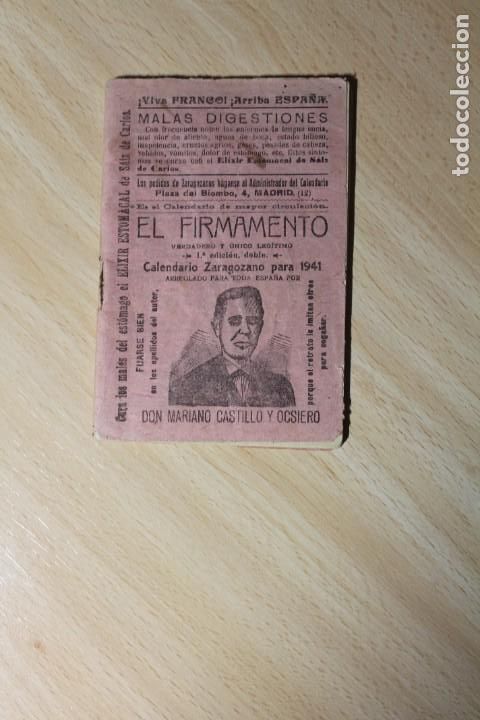 ¡Viva FRANCO! ¡Arriba ESPAÑA!
MALAS DIGESTIONES
Con frecuencia sobre los enfermos la lengua sucia,
mal olor de aliento, aguas de boca, estado bilioso,
inapetencia, eruptos agrios, gases, pesadez de cabeza,
vahídos, vómitos, dolor de estómago, etc. Estos sínto-
mas se curan con el Elixir Estomacal de Sáiz
de Carlos.
Los pedidos de Zaragozanos háganse al Administrador del Calendario
Plaza del Biombo, 4, MADRID. (12)
Es el Calendario de mayor circulación.
EL FIRMAMENTO
VERDADERO Y ÚNICO LEGÍTIMO
1.ª edición, doble.
Calendario Zaragozano para 1941
ARREGLADO PARA TODA ESPAÑA POR
DON MARIANO CASTILLO Y OCSIERO
Cura los males del estómago el ELIXIR ESTOMACAL de Sáiz de Carlos.
FIJARSE BIEN
en los apellidos del autor,
porque el retrato le imitan otros
para engañar.
todocoleccion